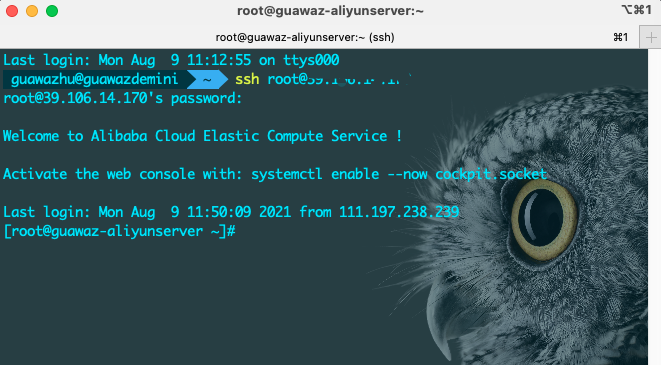 root@guawaz-aliyunserver:~
⌥⌘1
root@guawaz-aliyunserver:~ (ssh)
⌘1
Last login: Mon Aug  9 11:12:55 on ttys000
guawazhu@guawazdemini ~ ssh
root@39.106.14.170's password:
Welcome to Alibaba Cloud Elastic Compute Service !
Activate the web console with: systemctl enable --now cockpit.socket
Last login: Mon Aug  9 11:50:09 2021 from 111.197.238.239
[root@guawaz-aliyunserver ~]#